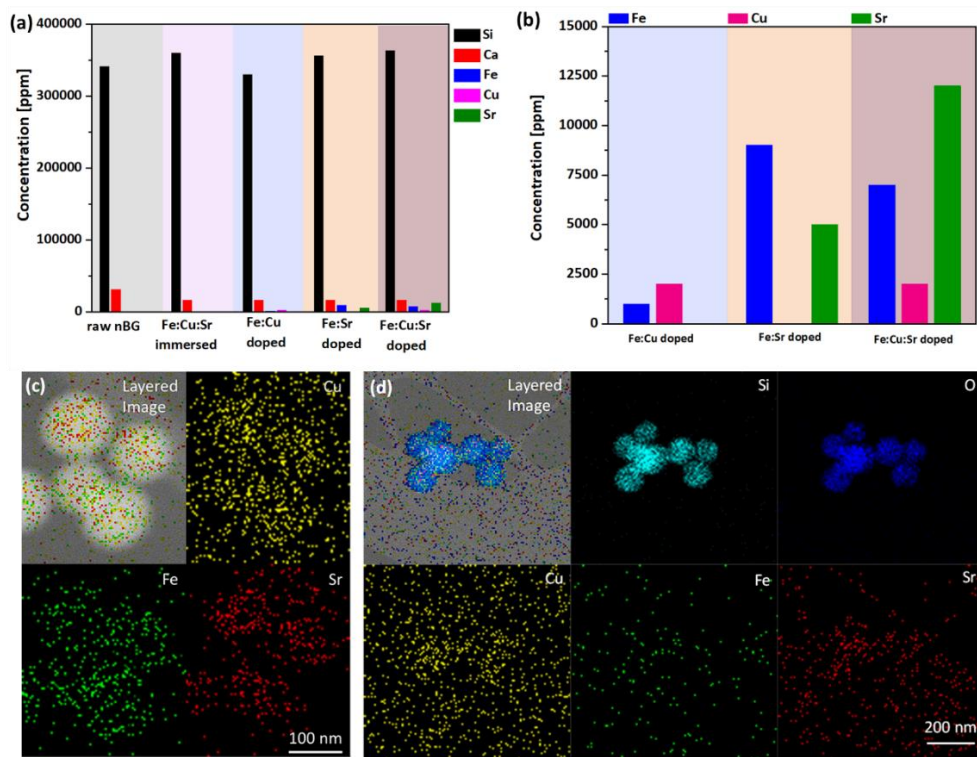 (a)
400000
300000
200000
100000
0
Concentration [ppm]
Si
Ca
Fe
Cu
Sr
raw nBG
Fe:Cu:Sr
immersed
Fe:Cu
doped
Fe:Sr
doped
Fe:Cu:Sr
doped
(b)
Fe Cu Sr
15000
12500
10000
7500
5000
2500
0
Concentration [ppm]
Fe:Cu doped
Fe:Sr doped
Fe:Cu:Sr doped
(c)
Layered
Image
Cu
Fe
Sr
100 nm
(d)
Layered
Image
Si
O
Cu
Fe
Sr
200 nm